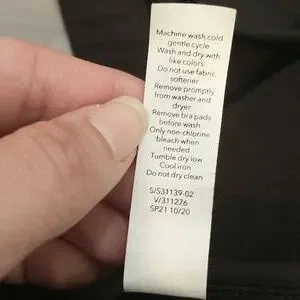 Machine wash cold
gentle cycle
Wash and dry with
like colors
Do not use fabric
softener
Remove promptly
from washer and
dryer
Remove bra pads
before wash
Only non-chlorine
bleach when
needed
Tumble dry low
Cool iron
Do not dry clean
S/531139-02
V/311276
SP21 10/20